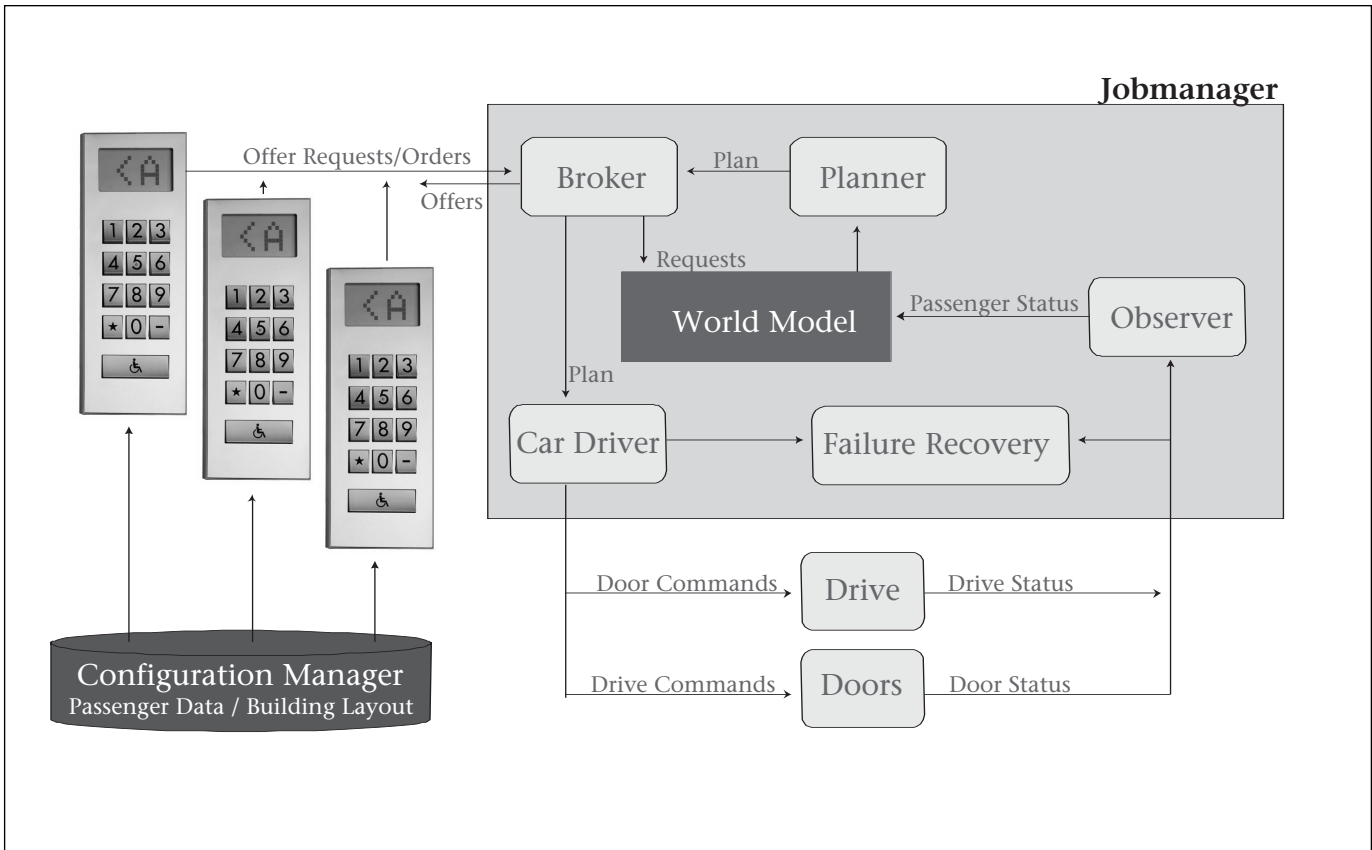 Jobmanager
Offer Requests/Orders
Offers
Broker
Plan
Planner
Requests
World Model
Passenger Status
Observer
Plan
Car Driver
Failure Recovery
Door Commands
Drive
Drive Status
Drive Commands
Doors
Door Status
<A
1 2 3
4 5 6
7 8 9
★ 0 –
<A
1 2 3
4 5 6
7 8 9
★ 0 –
<A
1 2 3
4 5 6
7 8 9
★ 0 –
Configuration Manager
Passenger Data / Building Layout